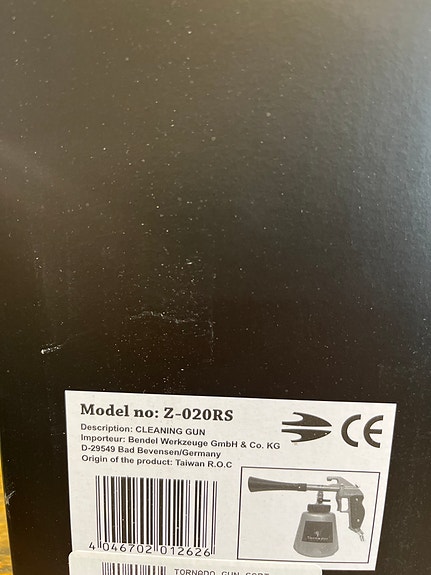 Model no: Z-020RS
Description: CLEANING GUN
Importeur: Bendel Werkzeuge GmbH & Co. KG
D-29549 Bad Bevensen/Germany
Origin of the product: Taiwan R.O.C
CE
4 046702 012626
TORNADO GUN